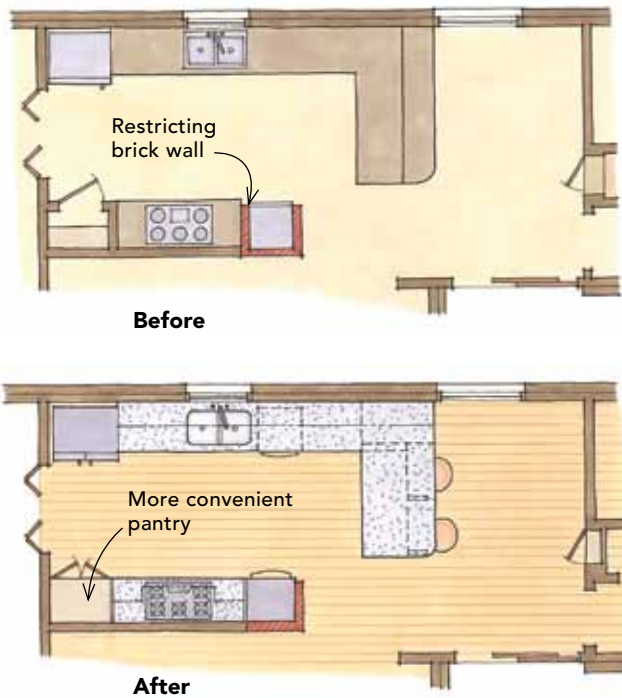 Restricting
brick wall
Before
More convenient
pantry
After